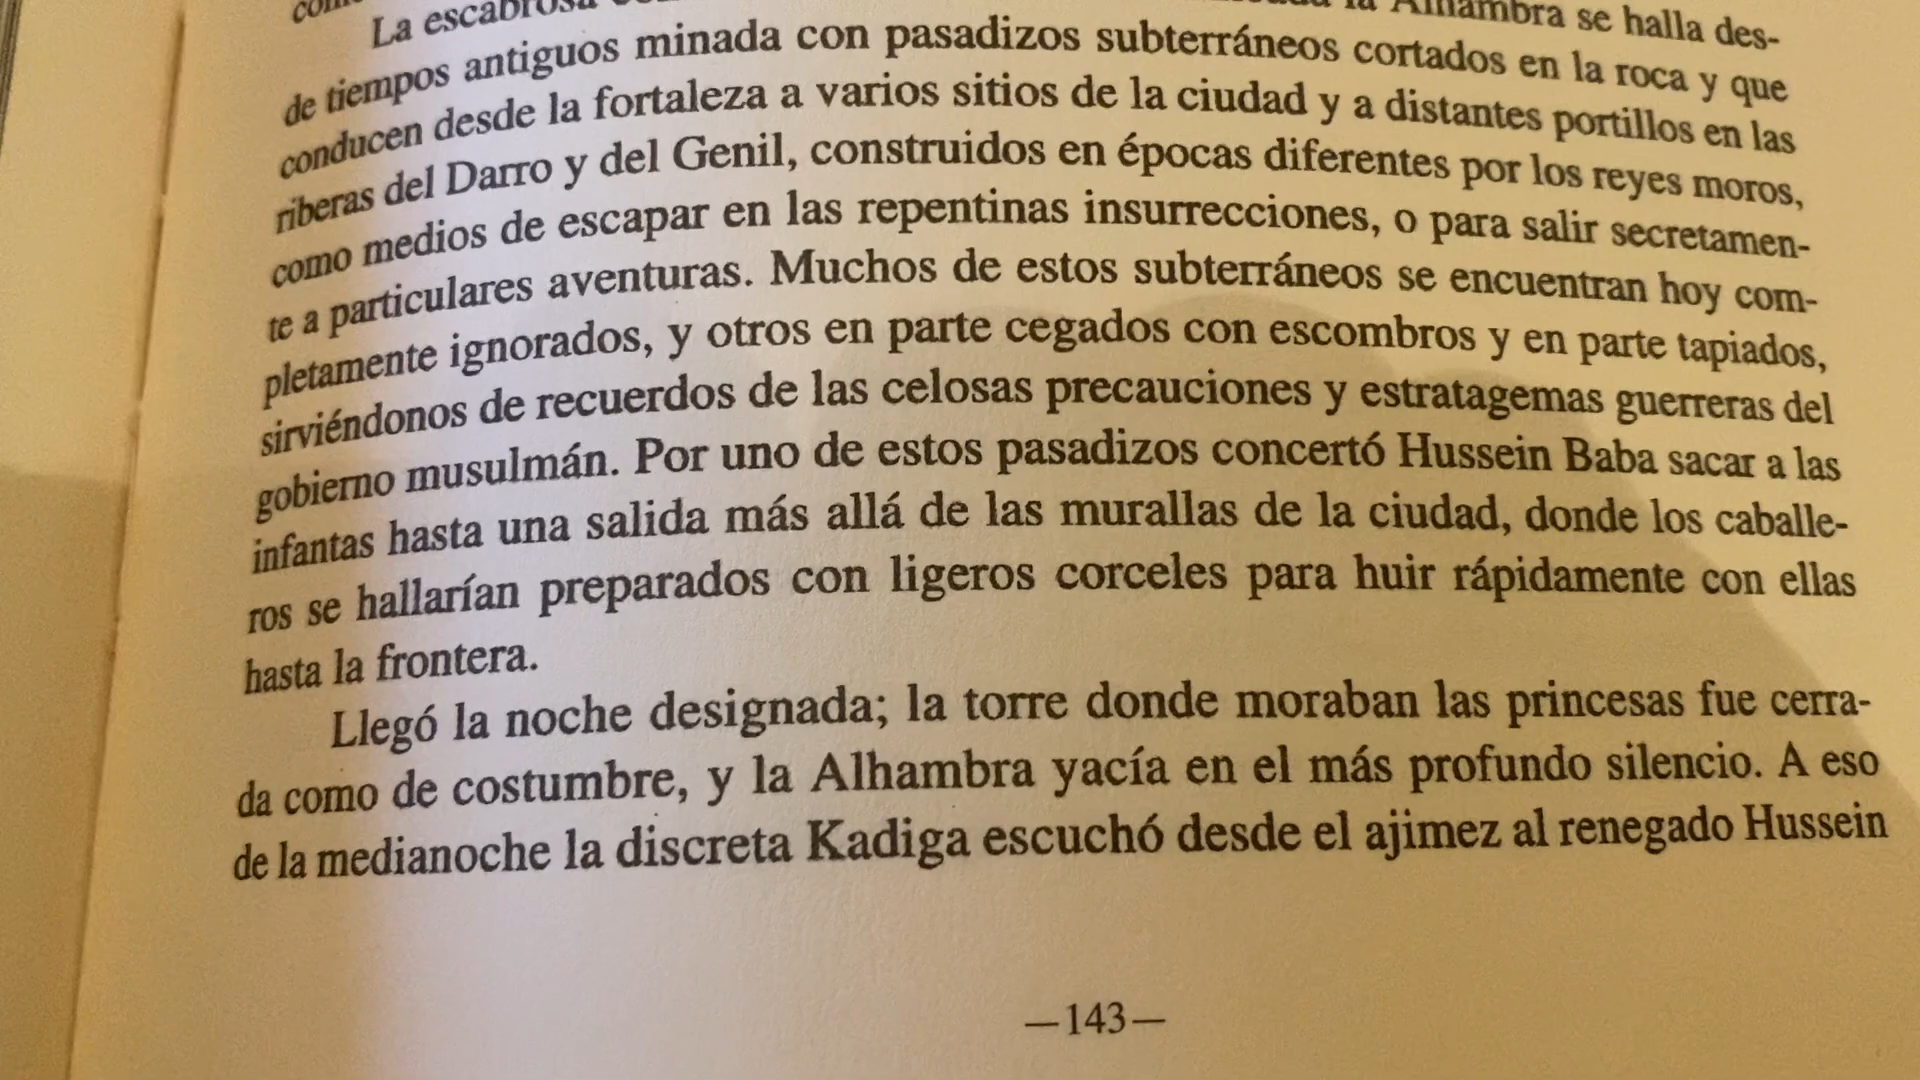 La escabrosa Alhambra se halla des-
de tiempos antiguos minada con pasadizos subterráneos cortados en la roca y que
conducen desde la fortaleza a varios sitios de la ciudad y a distantes portillos en las
riberas del Darro y del Genil, construidos en épocas diferentes por los reyes moros,
como medios de escapar en las repentinas insurrecciones, o para salir secretamen-
te a particulares aventuras. Muchos de estos subterráneos se encuentran hoy com-
pletamente ignorados, y otros en parte cegados con escombros y en parte tapiados,
sirviéndonos de recuerdos de las celosas precauciones y estratagemas guerreras del
gobierno musulmán. Por uno de estos pasadizos concertó Hussein Baba sacar a las
infantas hasta una salida más allá de las murallas de la ciudad, donde los caballe-
ros se hallarían preparados con ligeros corceles para huir rápidamente con ellas
hasta la frontera.
Llegó la noche designada; la torre donde moraban las princesas fue cerra-
da como de costumbre, y la Alhambra yacía en el más profundo silencio. A eso
de la medianoche la discreta Kadiga escuchó desde el ajimez al renegado Hussein
—143—